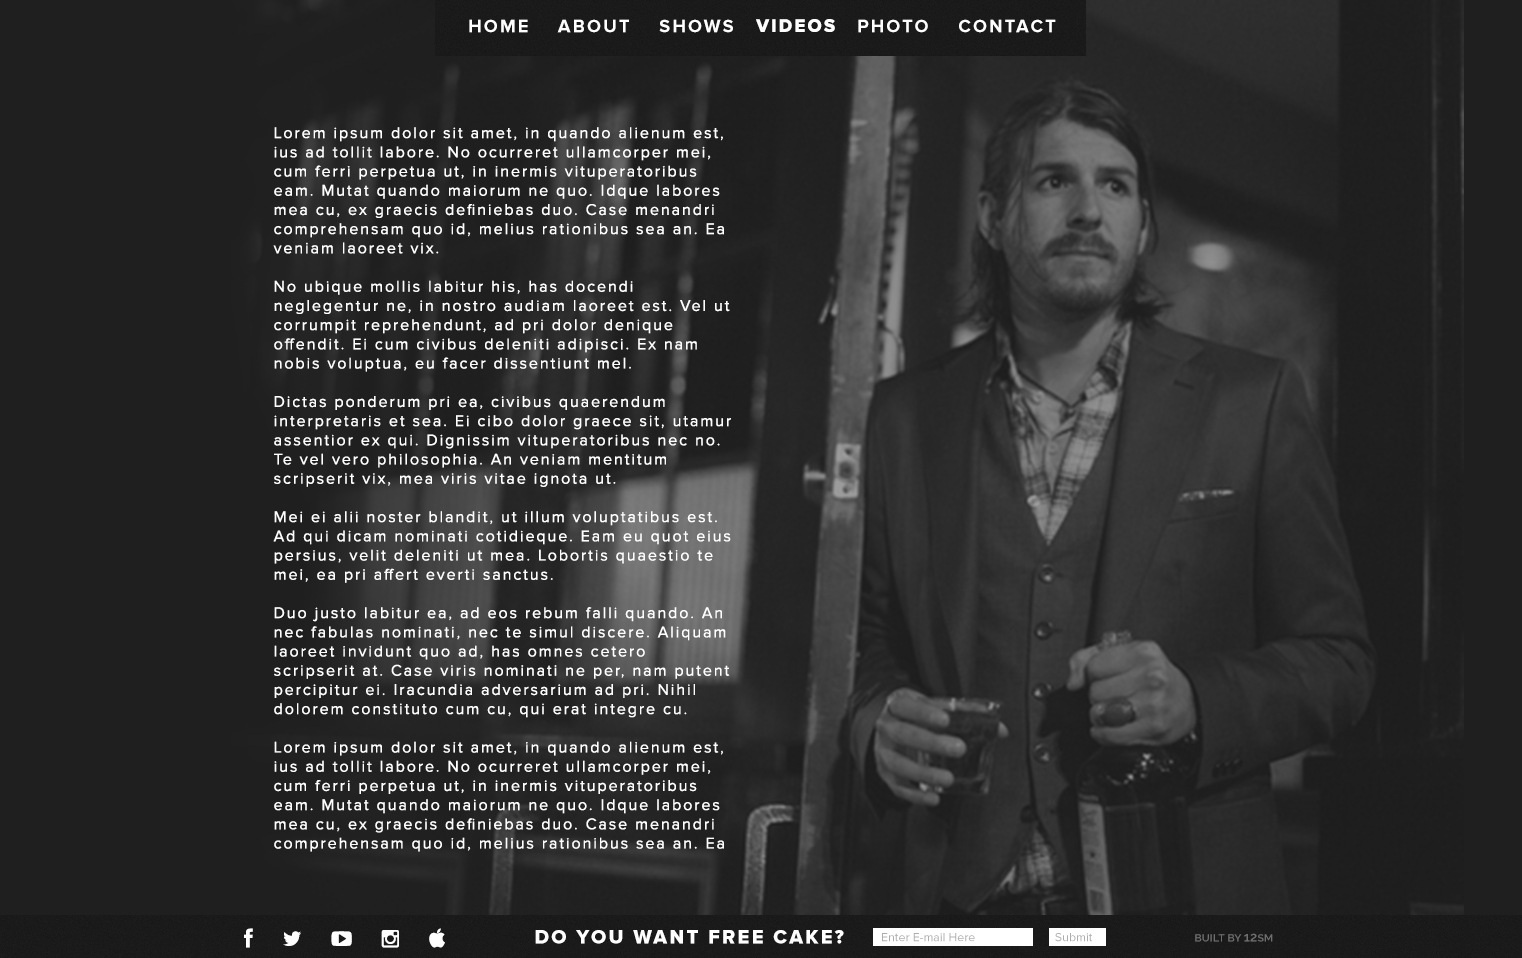 HOME ABOUT SHOWS VIDEOS PHOTO CONTACT
Lorem ipsum dolor sit amet, in quando alienum est,
ius ad tollit labore. No ocurreret ullamcorper mei,
cum ferri perpetua ut, in inermis vituperatoribus
eam. Mutat quando maiorum ne quo. Idque labores
mea cu, ex graecis definiebas duo. Case menandri
comprehensam quo id, melius rationibus sea an. Ea
veniam laoreet vix.
No ubique mollis labitur his, has docendi
neglegentur ne, in nostro audiam laoreet est. Vel ut
corrumpit reprehendunt, ad pri dolor denique
offendit. Ei cum civibus deleniti adipisci. Ex nam
nobis voluptua, eu facer dissentiunt mel.
Dictas ponderum pri ea, civibus quaerendum
interpretaris et sea. Ei cibo dolor graece sit, utamur
assentior ex qui. Dignissim vituperatoribus nec no.
Te vel vero philosophia. An veniam mentitum
scripserit vix, mea viris vitae ignota ut.
Mei ei alii noster blandit, ut illum voluptatibus est.
Ad qui dicam nominati cotidieque. Eam eu quot eius
persius, velit deleniti ut mea. Lobortis quaestio te
mei, ea pri affert everti sanctus.
Duo justo labitur ea, ad eos rebum falli quando. An
nec fabulas nominati, nec te simul discere. Aliquam
laoreet invidunt quo ad, has omnes cetero
scripserit at. Case viris nominati ne per, nam putent
percipitur ei. Iracundia adversarium ad pri. Nihil
dolorem constituto cum cu, qui erat integre cu.
Lorem ipsum dolor sit amet, in quando alienum est,
ius ad tollit labore. No ocurreret ullamcorper mei,
cum ferri perpetua ut, in inermis vituperatoribus
eam. Mutat quando maiorum ne quo. Idque labores
mea cu, ex graecis definiebas duo. Case menandri
comprehensam quo id, melius rationibus sea an. Ea
DO YOU WANT FREE CAKE? Enter E-mail Here Submit BUILT BY 12SM